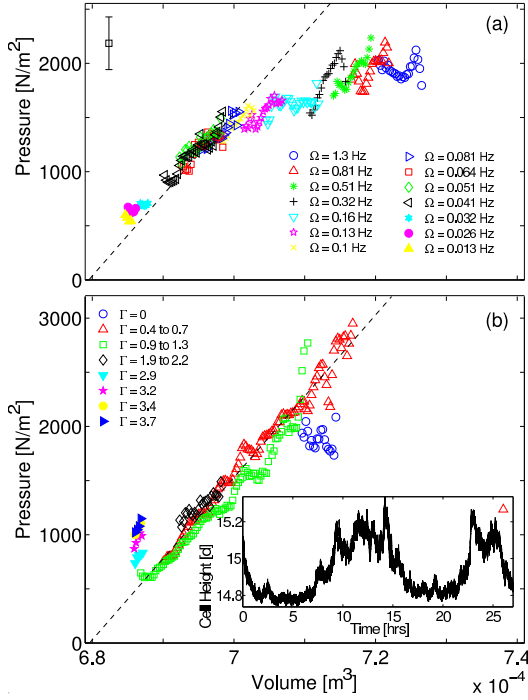 (a)
Pressure [N/m²]
2000
1000
0
Ω = 1.3 Hz
Ω = 0.81 Hz
Ω = 0.51 Hz
Ω = 0.32 Hz
Ω = 0.16 Hz
Ω = 0.13 Hz
Ω = 0.1 Hz
Ω = 0.081 Hz
Ω = 0.064 Hz
Ω = 0.051 Hz
Ω = 0.041 Hz
Ω = 0.032 Hz
Ω = 0.026 Hz
Ω = 0.013 Hz
(b)
Pressure [N/m²]
3000
2000
1000
0
Γ = 0
Γ = 0.4 to 0.7
Γ = 0.9 to 1.3
Γ = 1.9 to 2.2
Γ = 2.9
Γ = 3.2
Γ = 3.4
Γ = 3.7
Cell Height [d]
15.2
15
14.8
0 10 15 20 25
Time [hrs]
6.8 7 7.2 7.4
Volume [m³]
x 10⁻⁴